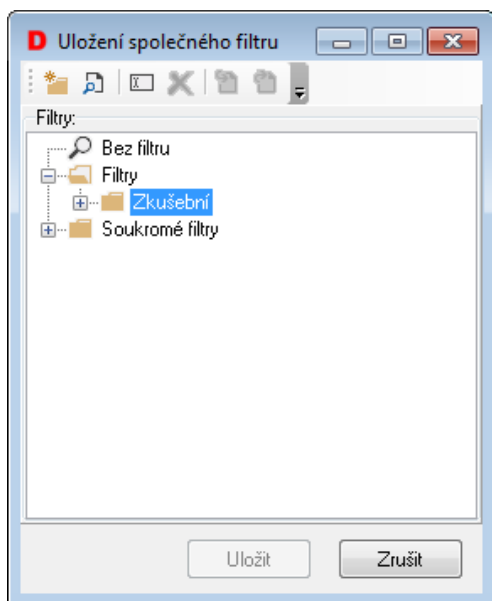 D Uložení společného filtru
Filtry:
Bez filtru
Filtry
Zkušební
Soukromé filtry
Uložit
Zrušit